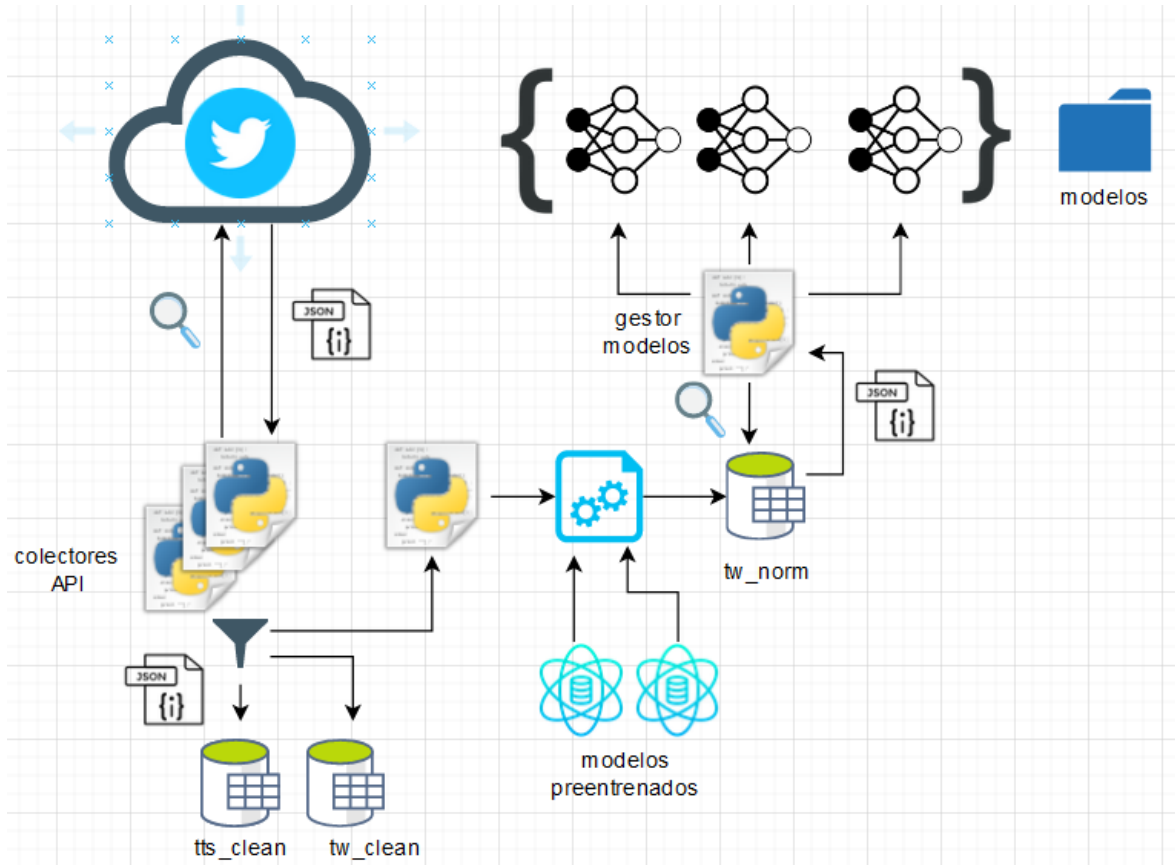 modelos
JSON
{i}
gestor
modelos
JSON
{i}
colectores
API
tw_norm
JSON
{i}
modelos
preentrenados
tts_clean
tw_clean